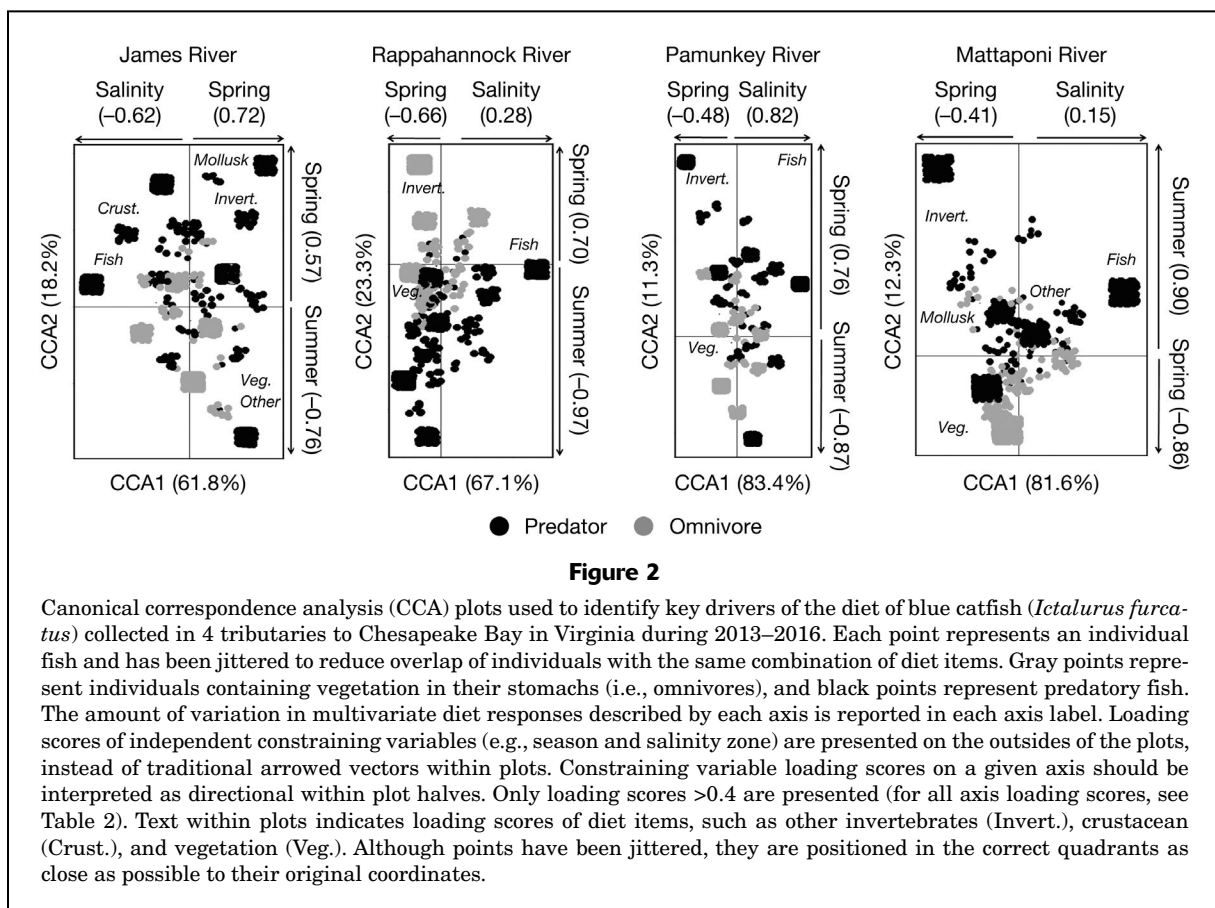 James River
Rappahannock River
Pamunkey River
Mattaponi River
Salinity
(−0.62)
Spring
(0.72)
Spring
(−0.66)
Salinity
(0.28)
Spring
(−0.48)
Salinity
(0.82)
Spring
(−0.41)
Salinity
(0.15)
CCA2 (18.2%)
Mollusk
Invert.
Crust.
Fish
Veg.
Other
Spring (0.57)
Summer (−0.76)
CCA1 (61.8%)
CCA2 (23.3%)
Invert.
Fish
Veg.
Spring (0.70)
Summer (−0.97)
CCA1 (67.1%)
CCA2 (11.3%)
Fish
Invert.
Veg.
Spring (0.76)
Summer (−0.87)
CCA1 (83.4%)
CCA2 (12.3%)
Invert.
Fish
Other
Mollusk
Veg.
Summer (0.90)
Spring (−0.86)
CCA1 (81.6%)
Predator
Omnivore
Figure 2
Canonical correspondence analysis (CCA) plots used to identify key drivers of the diet of blue catfish (Ictalurus furca-
tus) collected in 4 tributaries to Chesapeake Bay in Virginia during 2013–2016. Each point represents an individual
fish and has been jittered to reduce overlap of individuals with the same combination of diet items. Gray points repre-
sent individuals containing vegetation in their stomachs (i.e., omnivores), and black points represent predatory fish.
The amount of variation in multivariate diet responses described by each axis is reported in each axis label. Loading
scores of independent constraining variables (e.g., season and salinity zone) are presented on the outsides of the plots,
instead of traditional arrowed vectors within plots. Constraining variable loading scores on a given axis should be
interpreted as directional within plot halves. Only loading scores >0.4 are presented (for all axis loading scores, see
Table 2). Text within plots indicates loading scores of diet items, such as other invertebrates (Invert.), crustacean
(Crust.), and vegetation (Veg.). Although points have been jittered, they are positioned in the correct quadrants as
close as possible to their original coordinates.